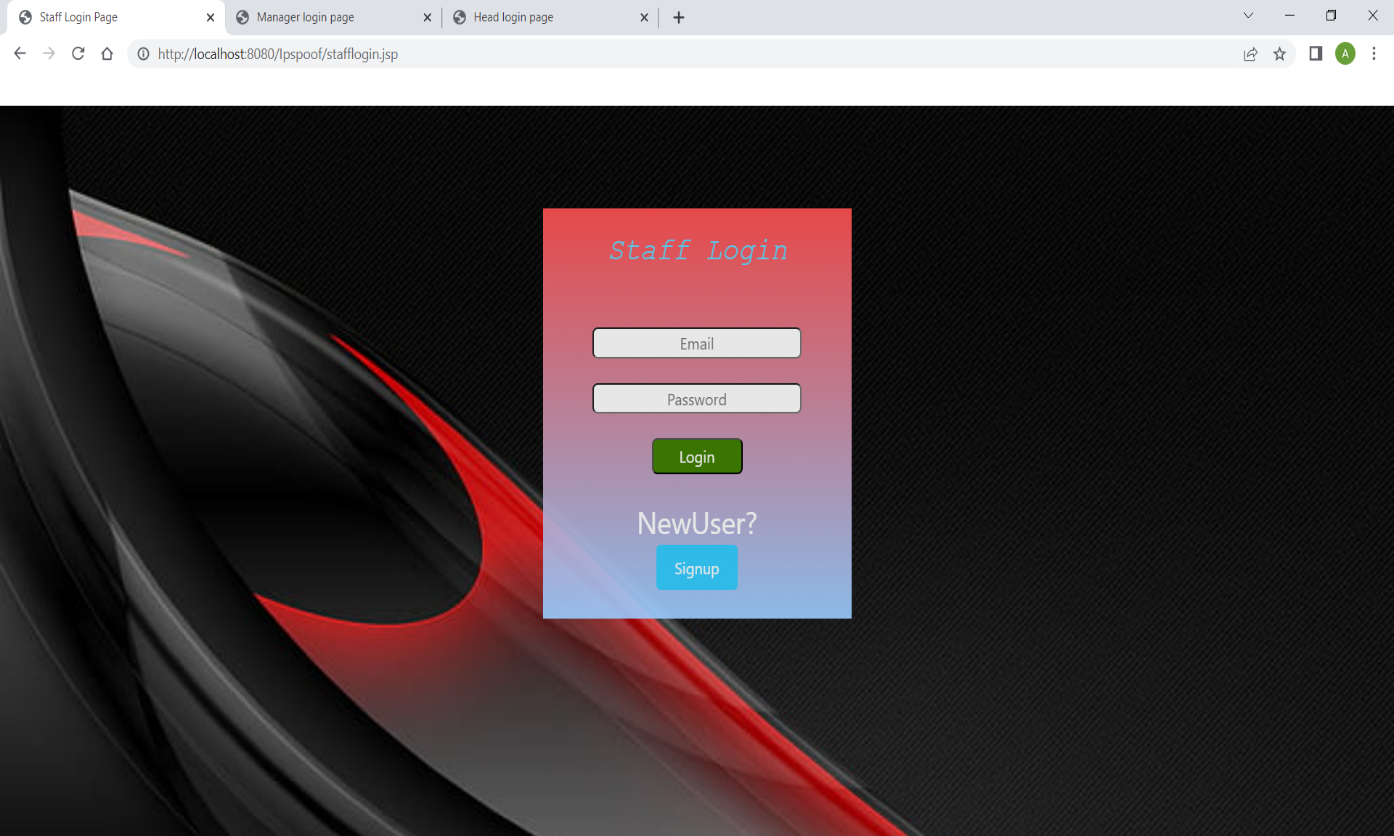 Staff Login Page
Manager login page
Head login page
http://localhost:8080/Ipspoof/stafflogin.jsp
A
Staff Login
Email
Password
Login
NewUser?
Signup